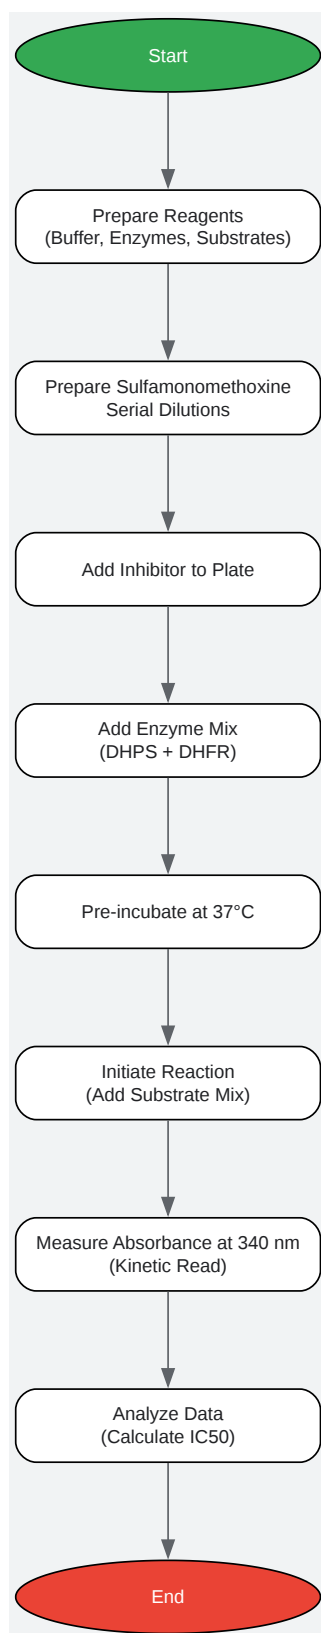 Start
Prepare Reagents
(Buffer, Enzymes, Substrates)
Prepare Sulfamonomethoxine
Serial Dilutions
Add Inhibitor to Plate
Add Enzyme Mix
(DHPS + DHFR)
Pre-incubate at 37°C
Initiate Reaction
(Add Substrate Mix)
Measure Absorbance at 340 nm
(Kinetic Read)
Analyze Data
(Calculate IC50)
End